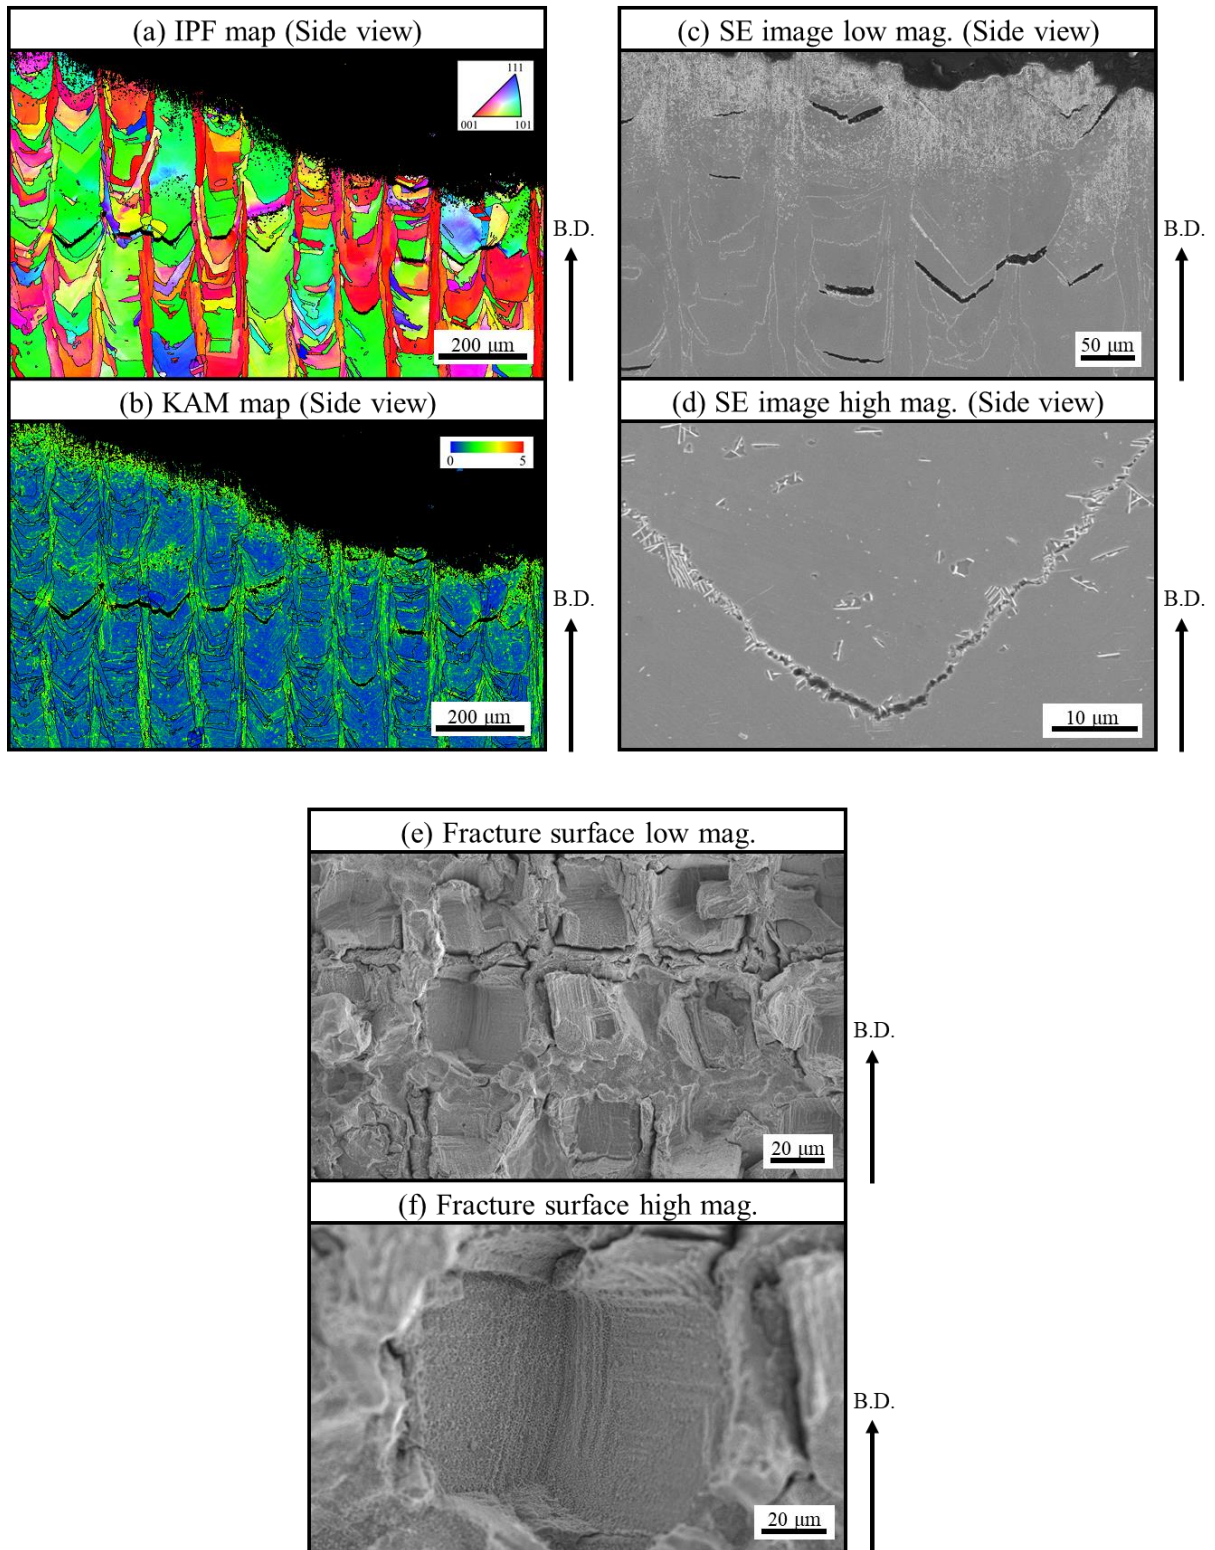 (a) IPF map (Side view)
111
001
101
200 μm
B.D.
(b) KAM map (Side view)
0
5
200 μm
B.D.
(c) SE image low mag. (Side view)
50 μm
B.D.
(d) SE image high mag. (Side view)
10 μm
B.D.
(e) Fracture surface low mag.
20 μm
B.D.
(f) Fracture surface high mag.
20 μm
B.D.